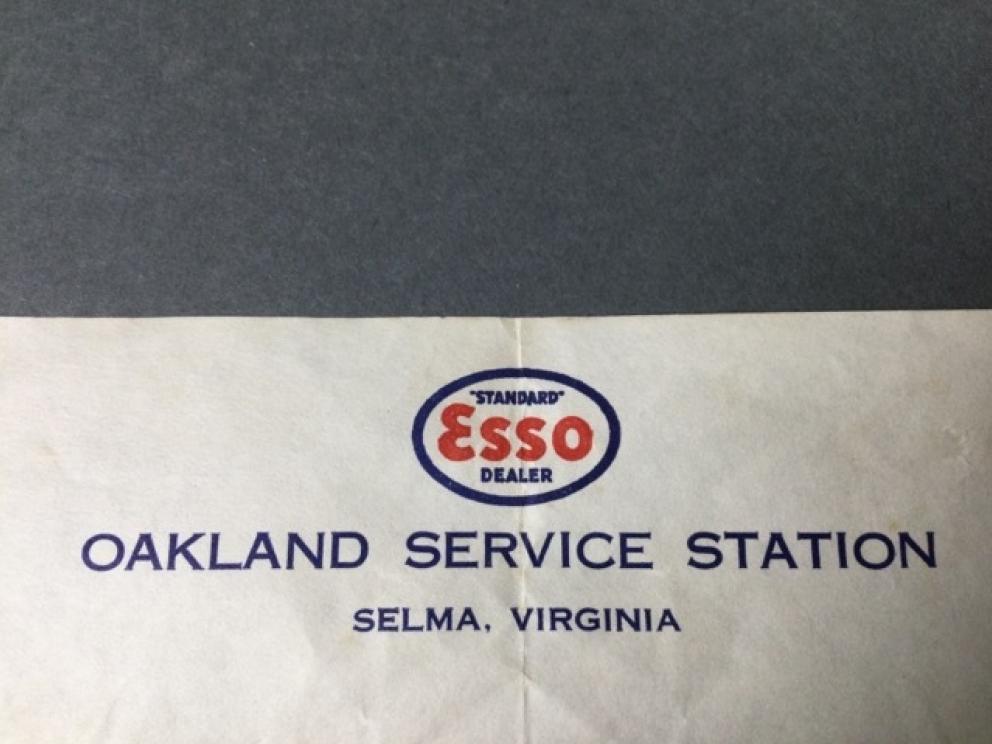 "STANDARD"
Esso
DEALER
OAKLAND SERVICE STATION
SELMA, VIRGINIA